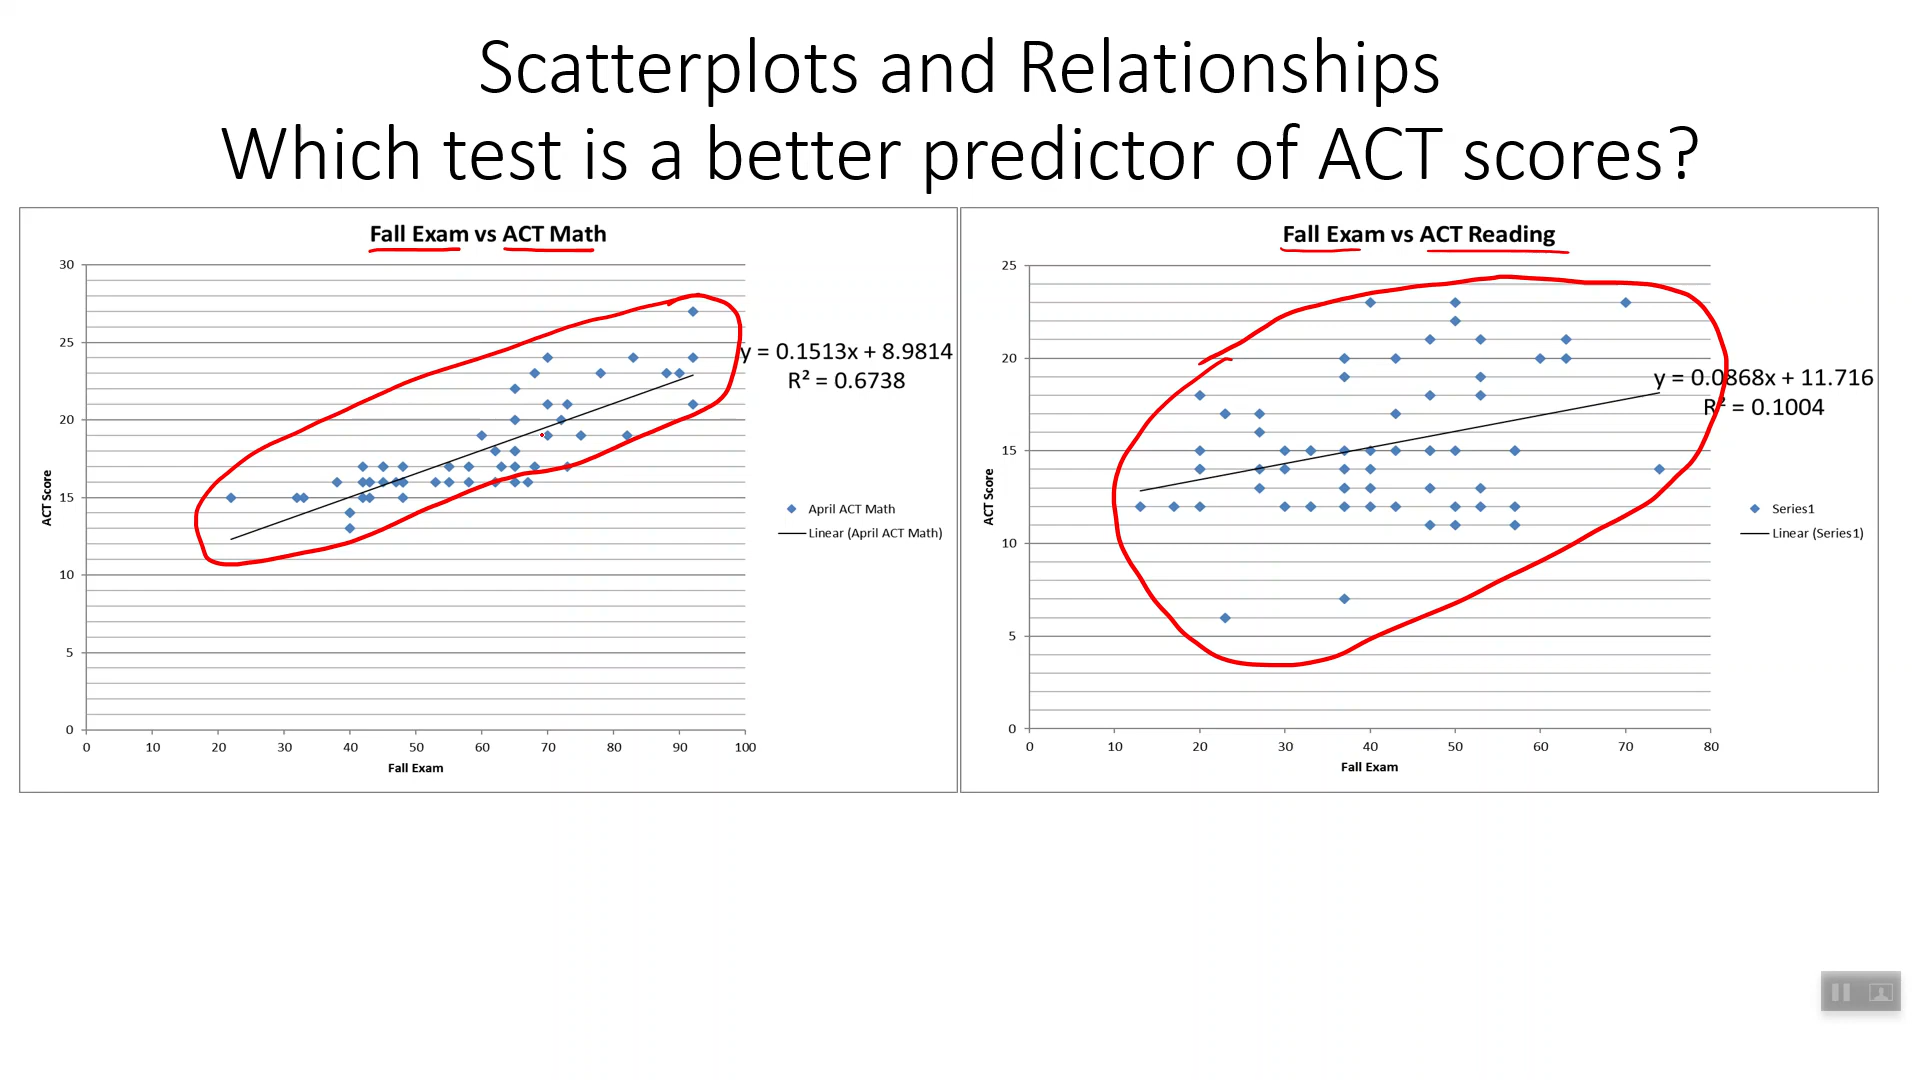 Scatterplots and Relationships
Which test is a better predictor of ACT scores?
Fall Exam vs ACT Math
30
25
20
15
10
5
0
ACT Score
0 10 20 30 40 50 60 70 80 90 100
Fall Exam
y = 0.1513x + 8.9814
R² = 0.6738
April ACT Math
Linear (April ACT Math)
Fall Exam vs ACT Reading
25
20
15
10
5
0
ACT Score
0 10 20 30 40 50 60 70 80
Fall Exam
y = 0.0868x + 11.716
R² = 0.1004
Series1
Linear (Series1)